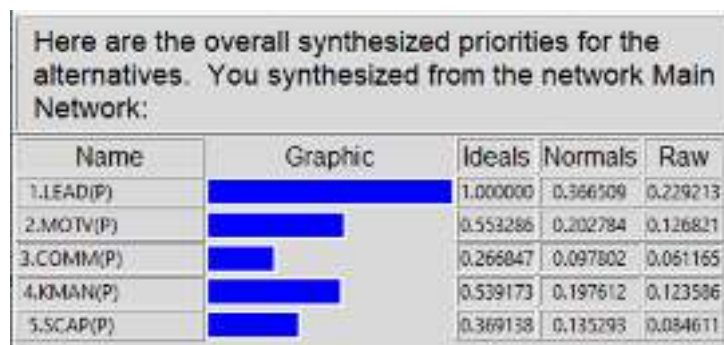 Here are the overall synthesized priorities for the
alternatives. You synthesized from the network Main
Network:
Name Graphic Ideals Normals Raw
1.LEAD(P) 1.000000 0.366509 0.229213
2.MOTV(P) 0.553286 0.202784 0.126821
3.COMM(P) 0.266847 0.097802 0.061165
4.KMAN(P) 0.539173 0.197612 0.123586
5.SCAP(P) 0.369138 0.135293 0.084611